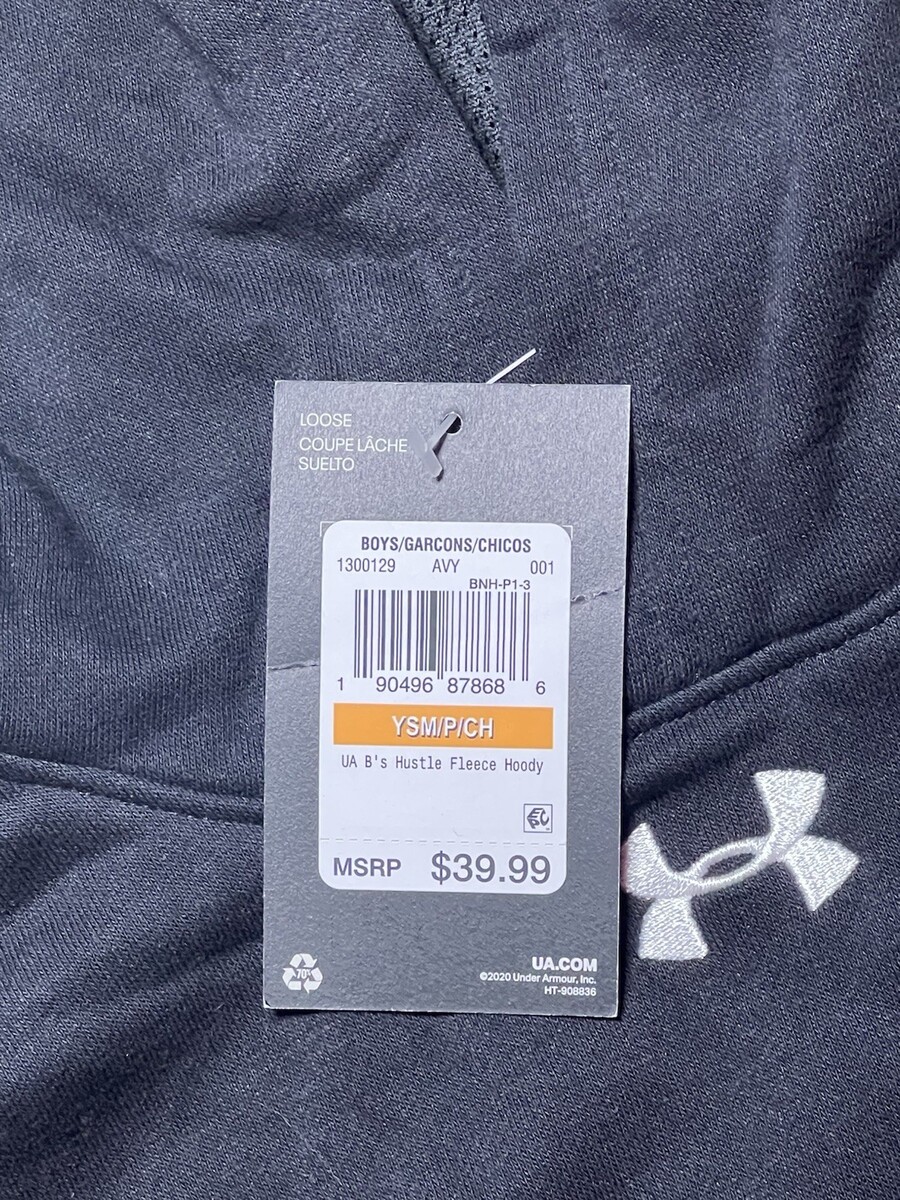 LOOSE
COUPE LÂCHE
SUELTO
BOYS/GARCONS/CHICOS
1300129 AVY 001
BNH-P1-3
1 90496 87868 6
YSM/P/CH
UA B's Hustle Fleece Hoody
MSRP $39.99
70%
UA.COM
©2020 Under Armour, Inc.
HT-908836